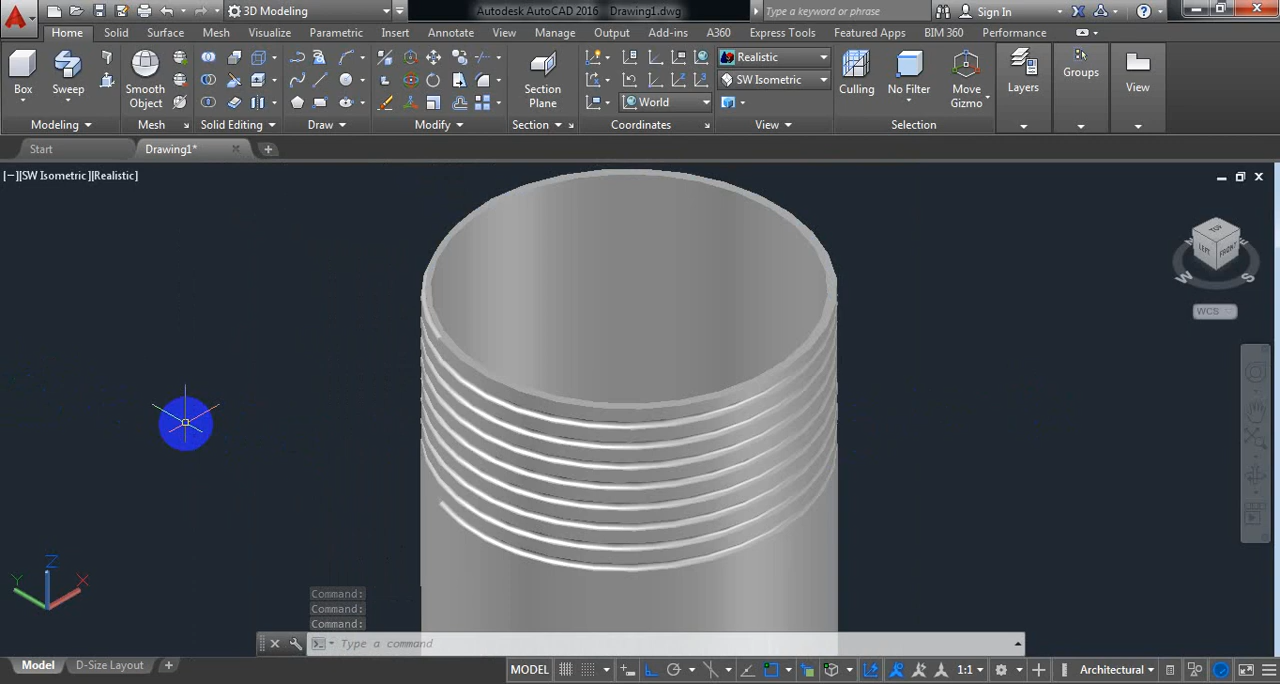 3D Modeling
Autodesk AutoCAD 2016 Drawing1.dwg
Type a keyword or phrase
Sign In
Home Solid Surface Mesh Visualize Parametric Insert Annotate View Manage Output Add-ins A360 Express Tools Featured Apps BIM 360 Performance
Realistic
SW Isometric
World
Box
Sweep
Smooth
Object
Section
Plane
Culling
No Filter
Move
Gizmo
Layers
Groups
View
Modeling
Mesh
Solid Editing
Draw
Modify
Section
Coordinates
View
Selection
Start
Drawing1*
[−][SW Isometric][Realistic]
TOP
LEFT
FRONT
W
S
WCS
Z
Y
X
Command:
Command:
Command:
Type a command
Model
D-Size Layout
MODEL
1:1
Architectural